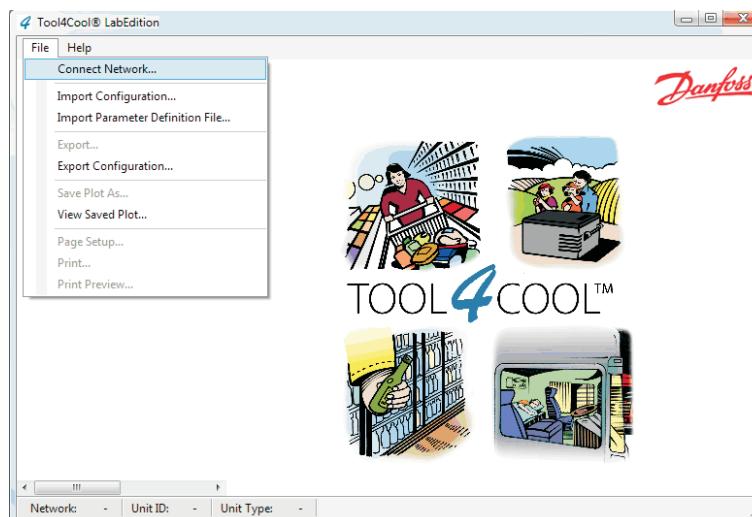 4 Tool4Cool® LabEdition
File Help
Connect Network...
Import Configuration...
Import Parameter Definition File...
Export...
Export Configuration...
Save Plot As...
View Saved Plot...
Page Setup...
Print...
Print Preview...
Danfoss
TOOL4COOL™
Network: - Unit ID: - Unit Type: -